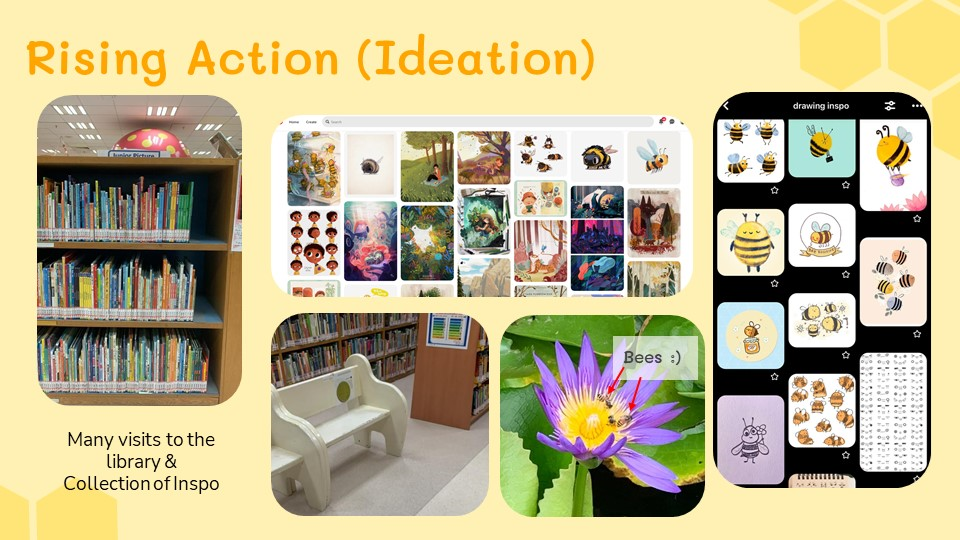 Rising Action (Ideation)
Junior Picture
Home Create Search
drawing inspo
Bees :)
Many visits to the
library &
Collection of Inspo